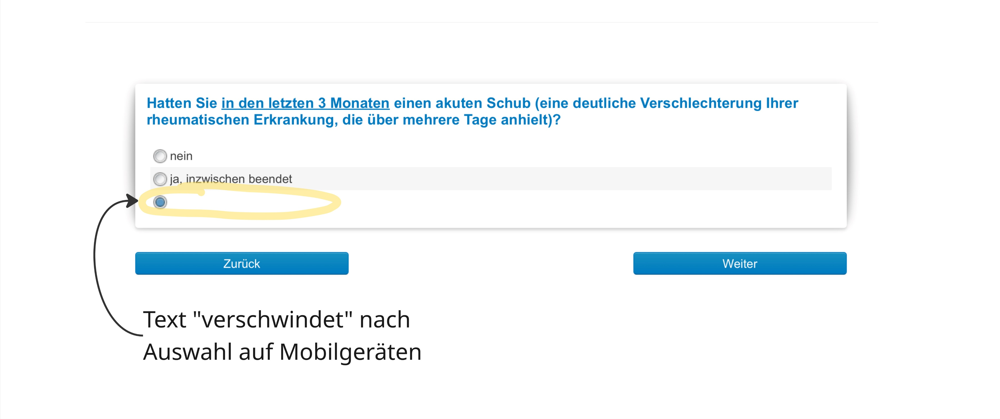 Hatten Sie in den letzten 3 Monaten einen akuten Schub (eine deutliche Verschlechterung Ihrer
rheumatischen Erkrankung, die über mehrere Tage anhielt)?
nein
ja, inzwischen beendet
Zurück
Weiter
Text "verschwindet" nach
Auswahl auf Mobilgeräten